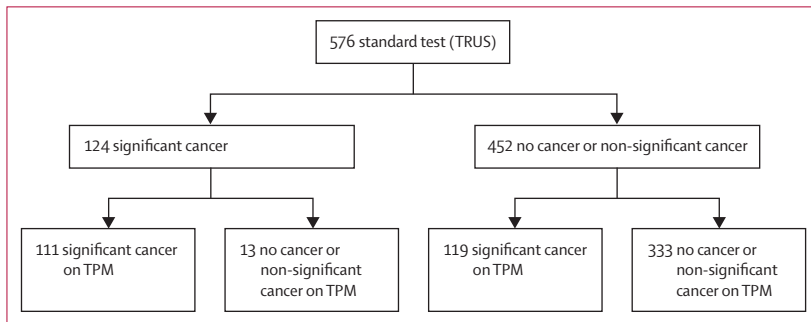 576 standard test (TRUS)
124 significant cancer
452 no cancer or non-significant cancer
111 significant cancer
on TPM
13 no cancer or
non-significant
cancer on TPM
119 significant cancer
on TPM
333 no cancer or
non-significant
cancer on TPM